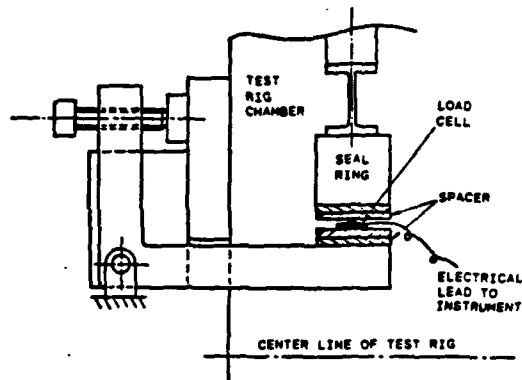 TEST
RIG
CHAMBER
LOAD
CELL
SEAL
RING
SPACER
ELECTRICAL
LEAD TO
INSTRUMENT
CENTER LINE OF TEST RIG